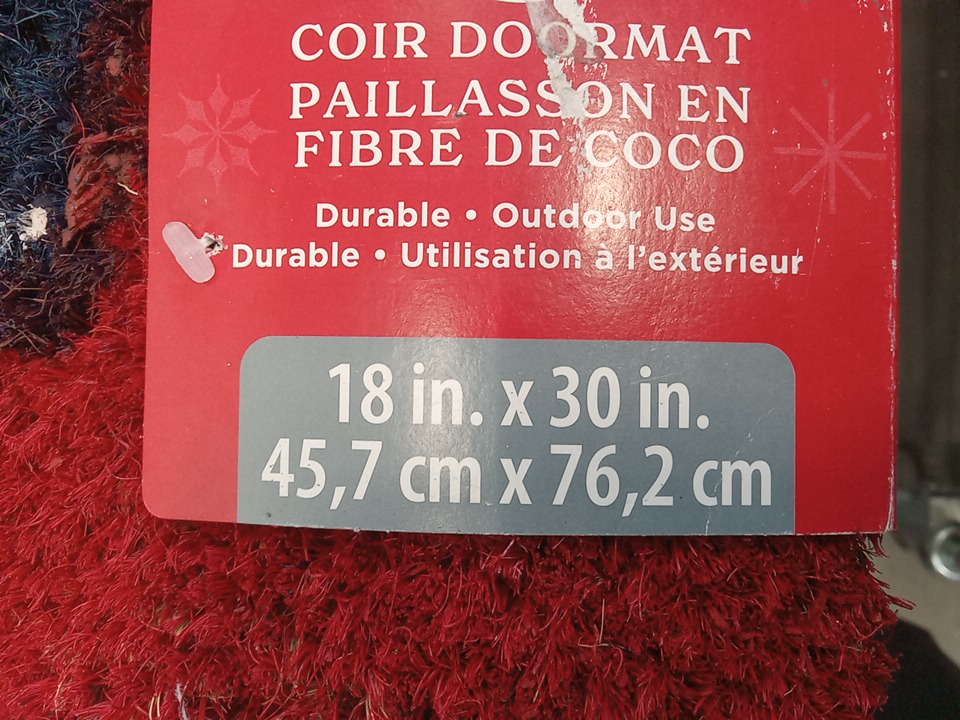 COIR DOORMAT
PAILLASSON EN
FIBRE DE COCO
Durable • Outdoor Use
Durable • Utilisation à l'extérieur
18 in. x 30 in.
45,7 cm x 76,2 cm